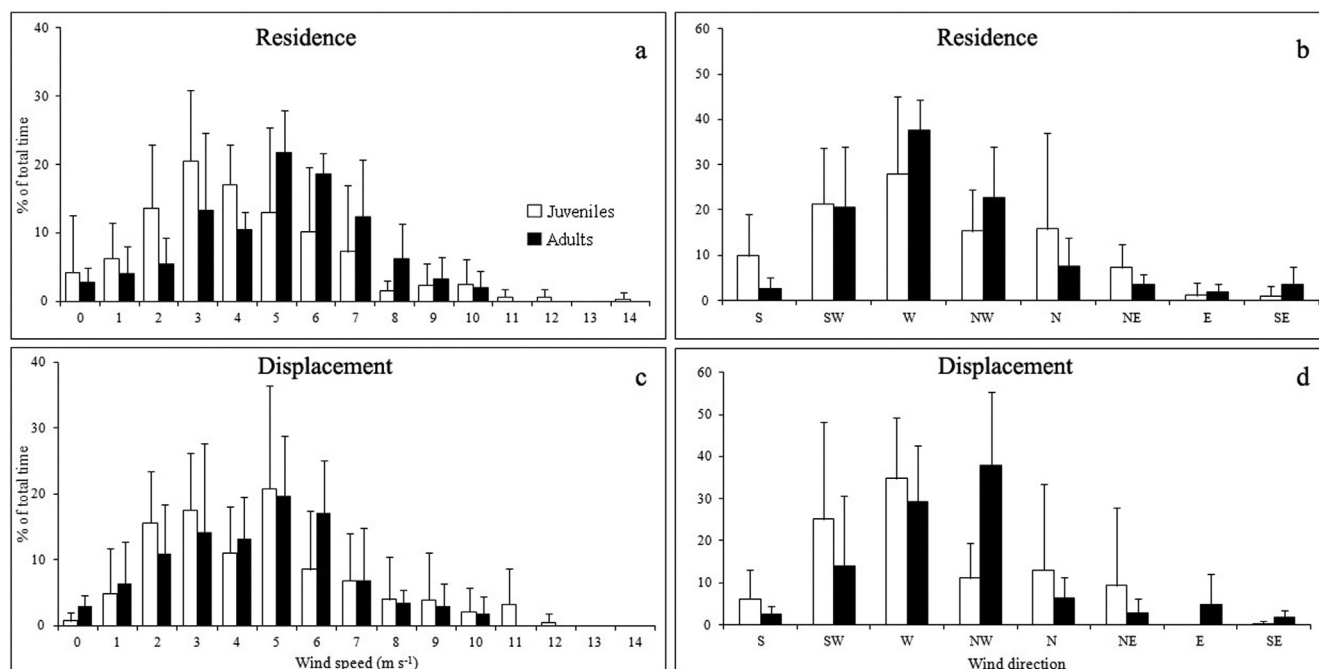 Residence
a
40
30
20
10
0
% of total time
Juveniles
Adults
0 1 2 3 4 5 6 7 8 9 10 11 12 13 14
Residence
b
60
50
40
30
20
10
0
S SW W NW N NE E SE
Displacement
c
40
30
20
10
0
% of total time
0 1 2 3 4 5 6 7 8 9 10 11 12 13 14
Wind speed (m s⁻¹)
Displacement
d
60
50
40
30
20
10
0
S SW W NW N NE E SE
Wind direction